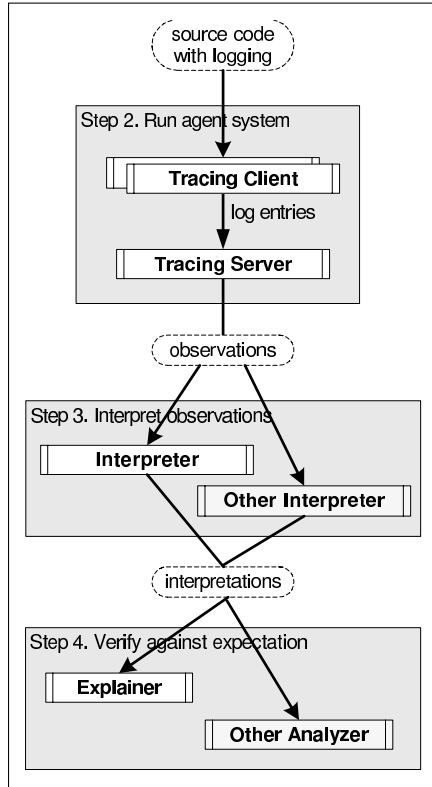 source code
with logging
Step 2. Run agent system
Tracing Client
log entries
Tracing Server
observations
Step 3. Interpret observations
Interpreter
Other Interpreter
interpretations
Step 4. Verify against expectation
Explainer
Other Analyzer